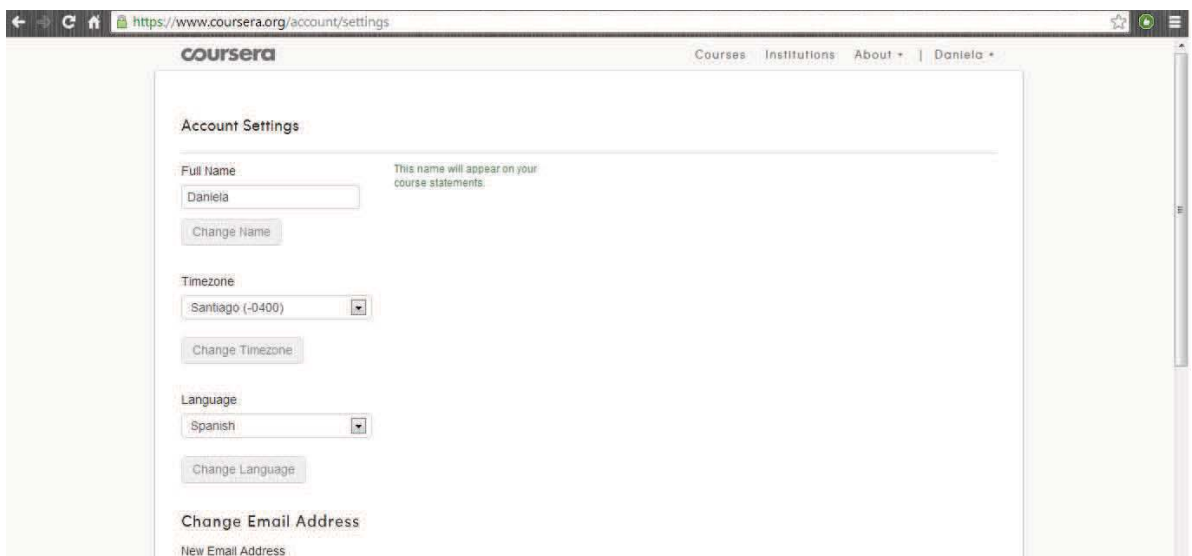 https://www.coursera.org/account/settings
coursera
Courses Institutions About | Daniela
Account Settings
Full Name
This name will appear on your
course statements.
Daniela
Change Name
Timezone
Santiago (-0400)
Change Timezone
Language
Spanish
Change Language
Change Email Address
New Email Address